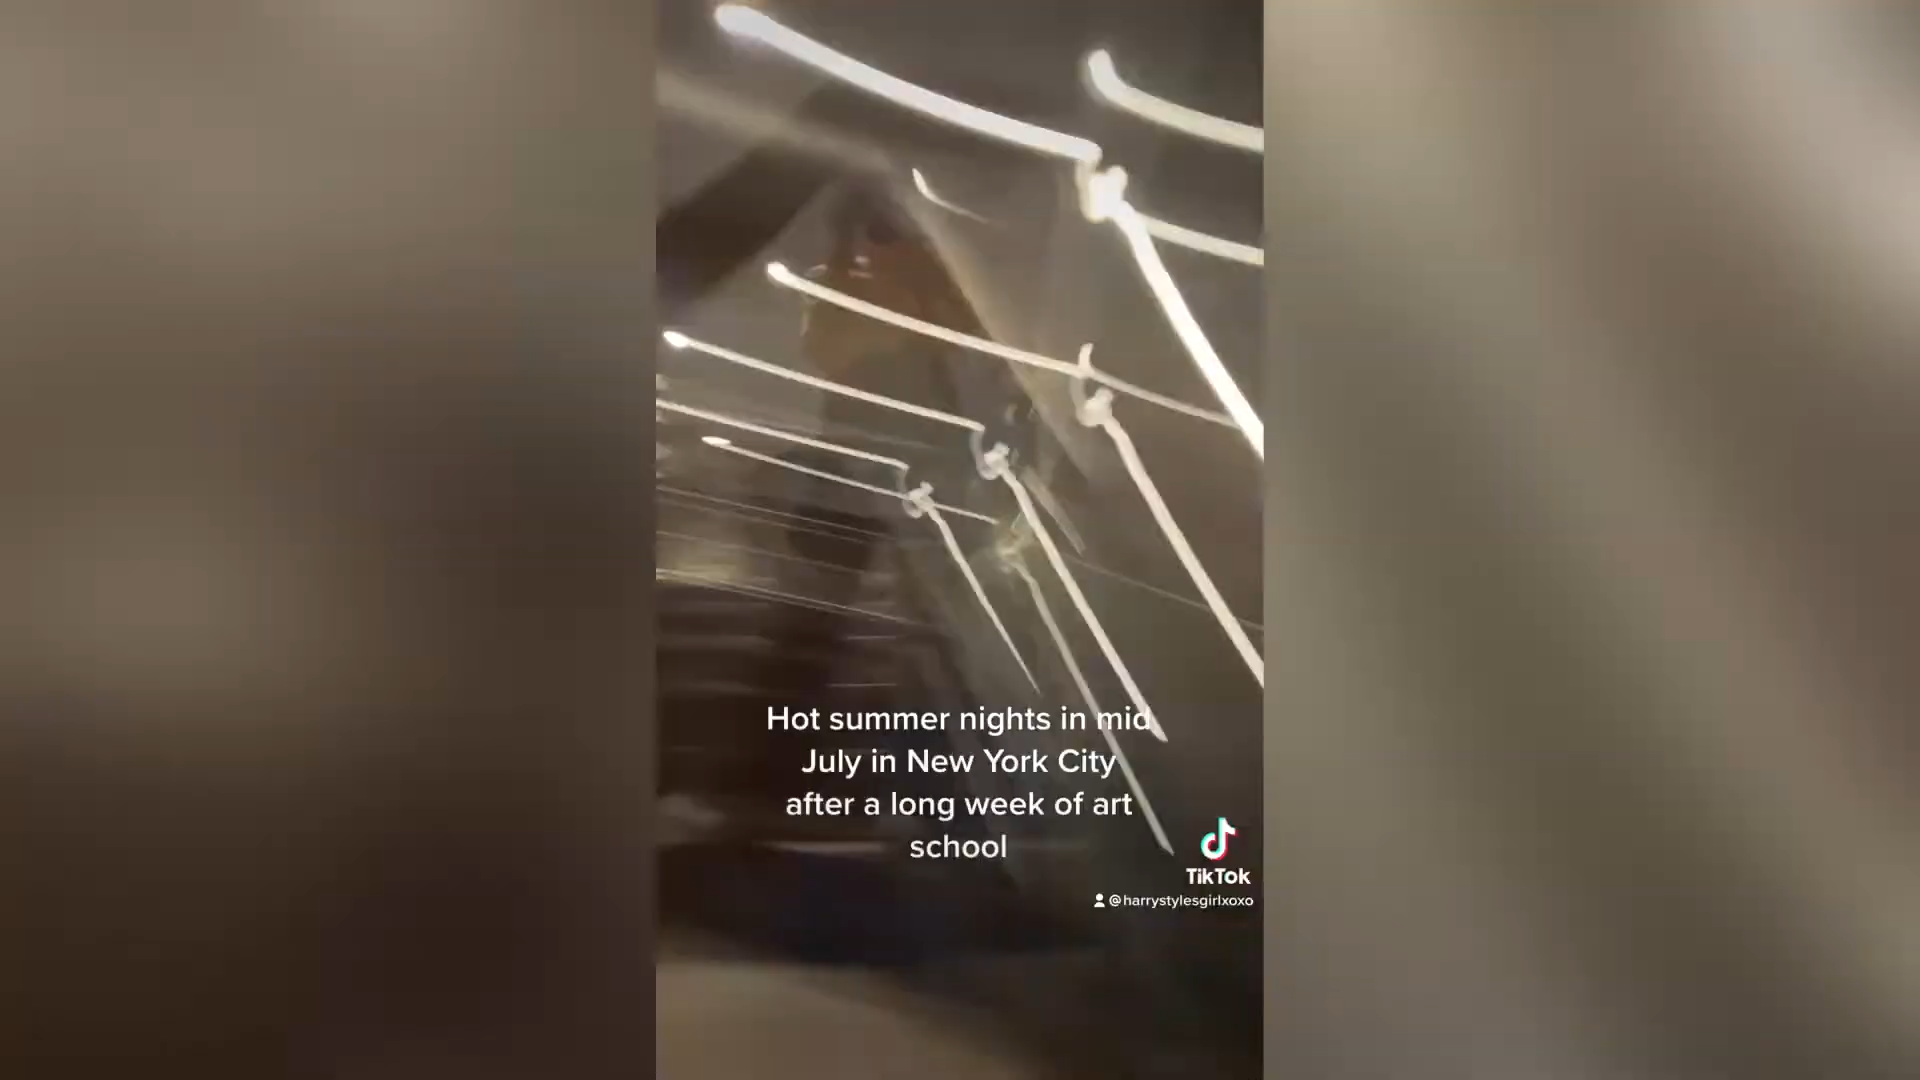 Hot summer nights in mid
July in New York City
after a long week of art
school
TikTok
@harrystylesgirlxoxo